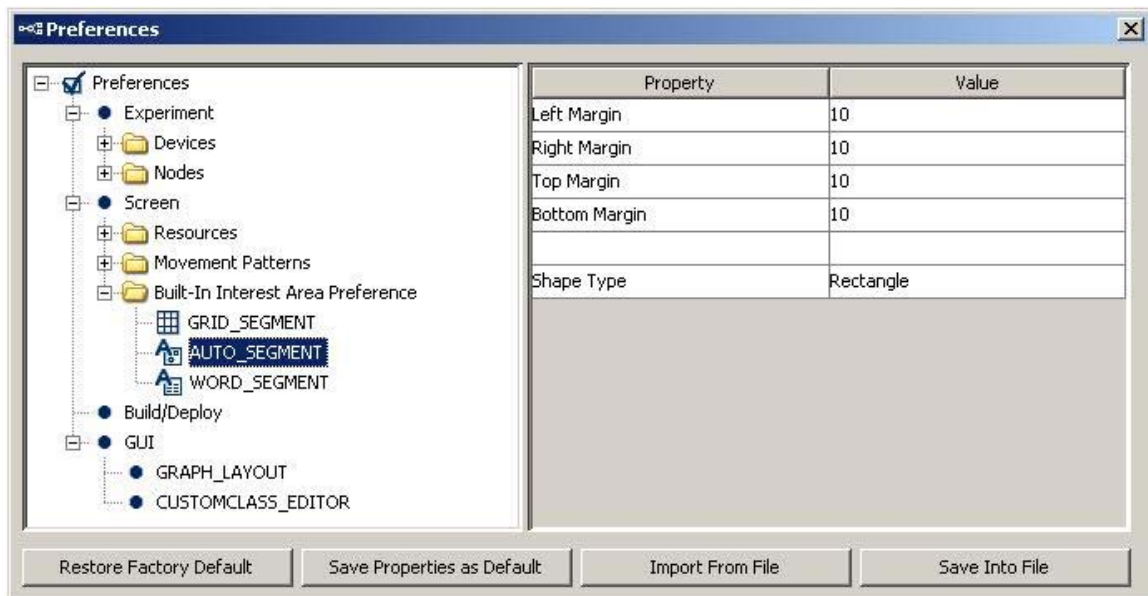 Preferences
Preferences
Experiment
Devices
Nodes
Screen
Resources
Movement Patterns
Built-In Interest Area Preference
GRID_SEGMENT
AUTO_SEGMENT
WORD_SEGMENT
Build/Deploy
GUI
GRAPH_LAYOUT
CUSTOMCLASS_EDITOR
Property Value
Left Margin 10
Right Margin 10
Top Margin 10
Bottom Margin 10
Shape Type Rectangle
Restore Factory Default Save Properties as Default Import From File Save Into File